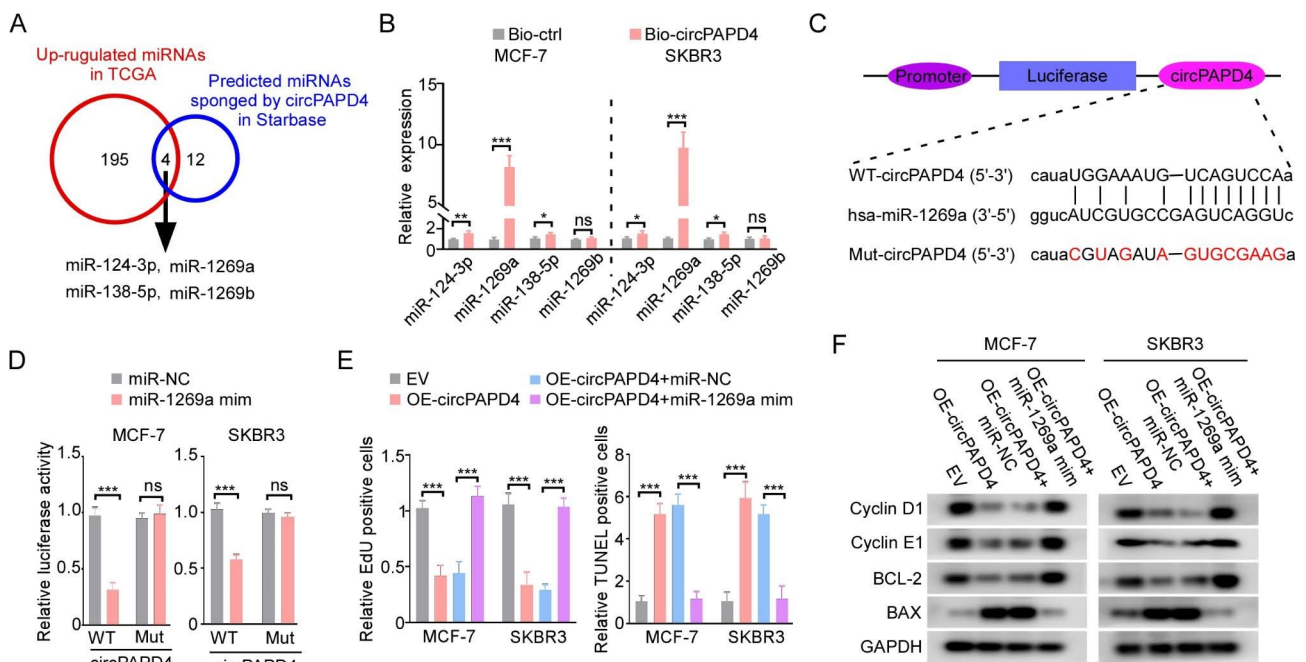 A
Up-rugulated miRNAs
in TCGA
Predicted miRNAs
sponged by circPAPD4
in Starbase
195
4
12
miR-124-3p, miR-1269a
miR-138-5p, miR-1269b
B
Bio-ctrl
Bio-circPAPD4
MCF-7
SKBR3
Relative expression
15
10
5
2
0
***
***
**
*
ns
*
*
ns
miR-124-3p
miR-1269a
miR-138-5p
miR-1269b
miR-124-3p
miR-1269a
miR-138-5p
miR-1269b
C
Promoter
Luciferase
circPAPD4
WT-circPAPD4 (5'-3') cauaUGGAAAUG—UCAGUCCAa
hsa-miR-1269a (3'-5') ggucAUCGUGCCGAGUCAGGUc
Mut-circPAPD4 (5'-3') cauaCGUAGAUA—GUGCGAAGa
D
miR-NC
miR-1269a mim
MCF-7
SKBR3
Relative luciferase activity
1.5
1.0
0.5
0
***
ns
WT
Mut
circPAPD4
1.5
1.0
0.5
0
***
ns
WT
Mut
circPAPD4
E
EV
OE-circPAPD4+miR-NC
OE-circPAPD4
OE-circPAPD4+miR-1269a mim
Relative EdU positive cells
1.5
1
0.5
0
***
***
***
***
MCF-7
SKBR3
Relative TUNEL positive cells
8
6
4
2
0
***
***
***
***
MCF-7
SKBR3
F
MCF-7
SKBR3
EV
OE-circPAPD4
OE-circPAPD4+
miR-NC
OE-circPAPD4+
miR-1269a mim
EV
OE-circPAPD4
OE-circPAPD4+
miR-NC
OE-circPAPD4+
miR-1269a mim
Cyclin D1
Cyclin E1
BCL-2
BAX
GAPDH